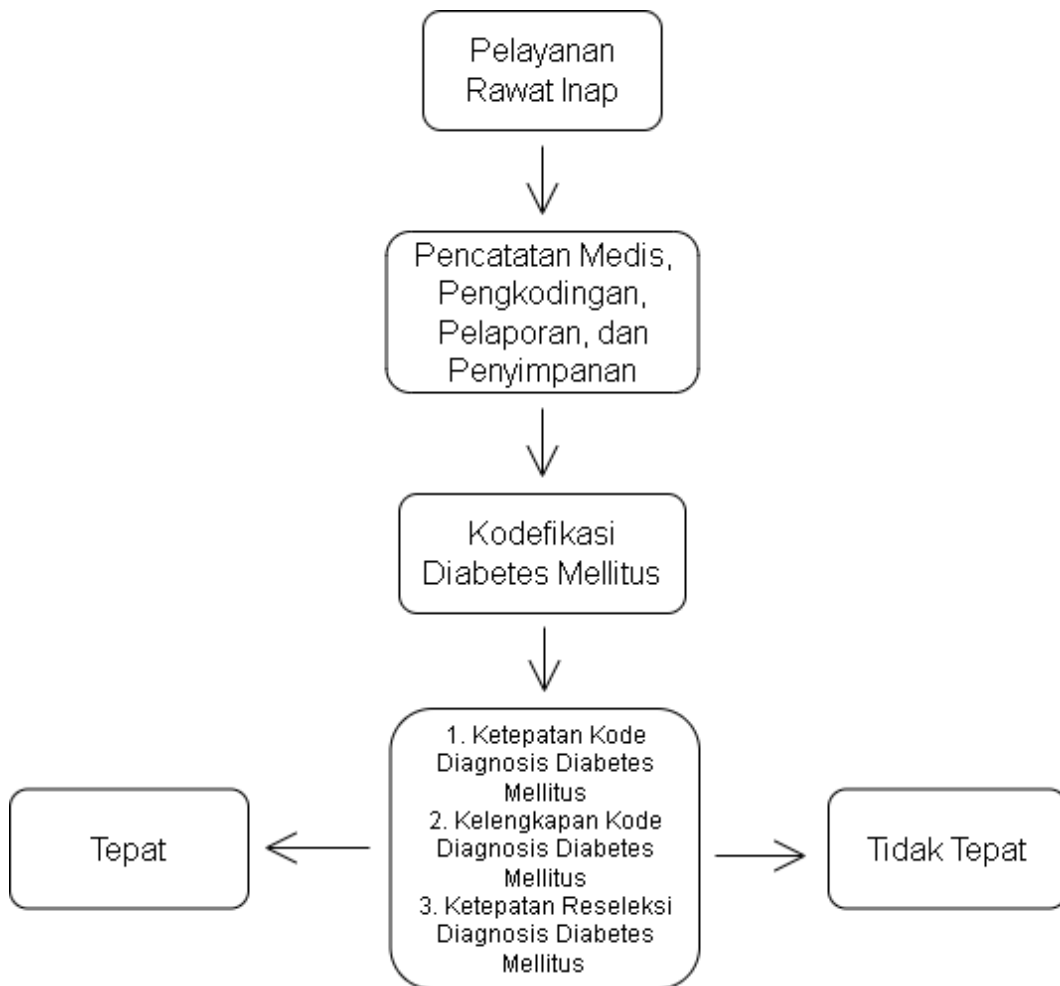 Pelayanan
Rawat Inap
Pencatatan Medis,
Pengkodingan,
Pelaporan, dan
Penyimpanan
Kodefikasi
Diabetes Mellitus
1. Ketepatan Kode
Diagnosis Diabetes
Mellitus
2. Kelengkapan Kode
Diagnosis Diabetes
Mellitus
3. Ketepatan Reseleksi
Diagnosis Diabetes
Mellitus
Tepat
Tidak Tepat